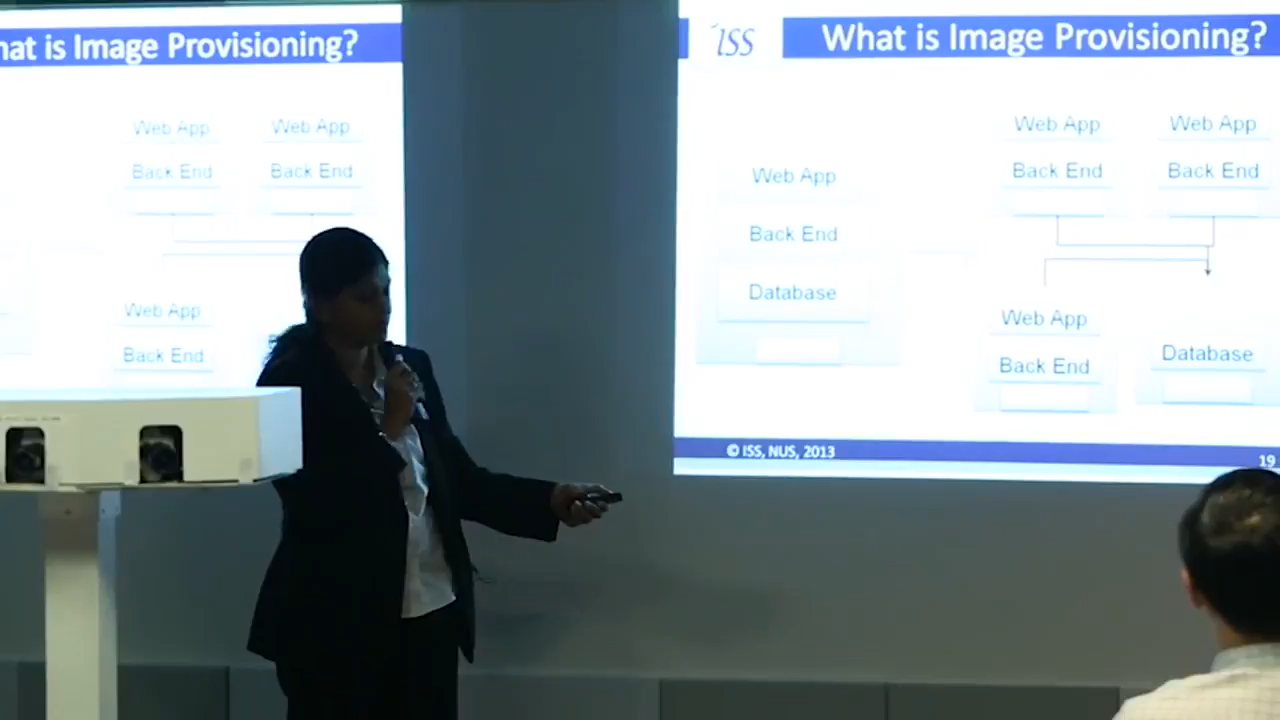 hat is Image Provisioning?
Web App Web App
Back End Back End
Web App
Back End
ISS
What is Image Provisioning?
Web App Web App
Back End Back End
Web App
Back End
Database
Web App
Back End
Database
© ISS, NUS, 2013
19